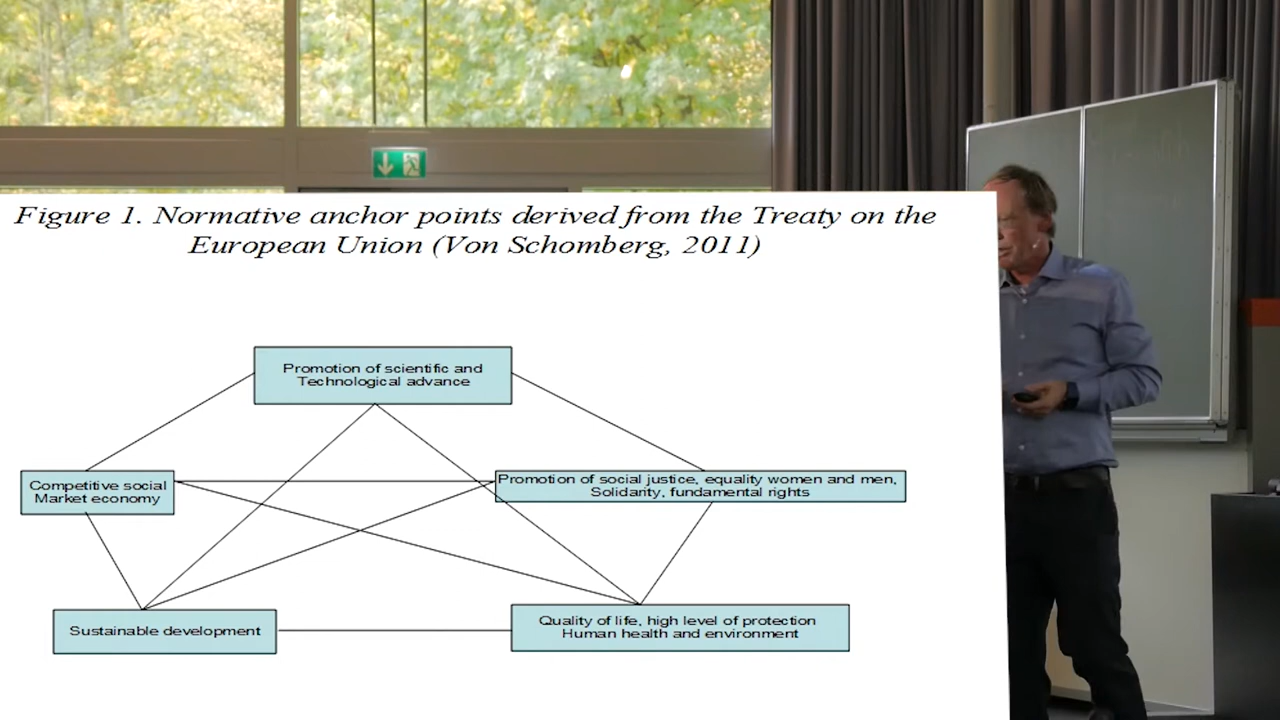 Figure 1. Normative anchor points derived from the Treaty on the
European Union (Von Schomberg, 2011)
Promotion of scientific and
Technological advance
Competitive social
Market economy
Promotion of social justice, equality women and men,
Solidarity, fundamental rights
Sustainable development
Quality of life, high level of protection
Human health and environment